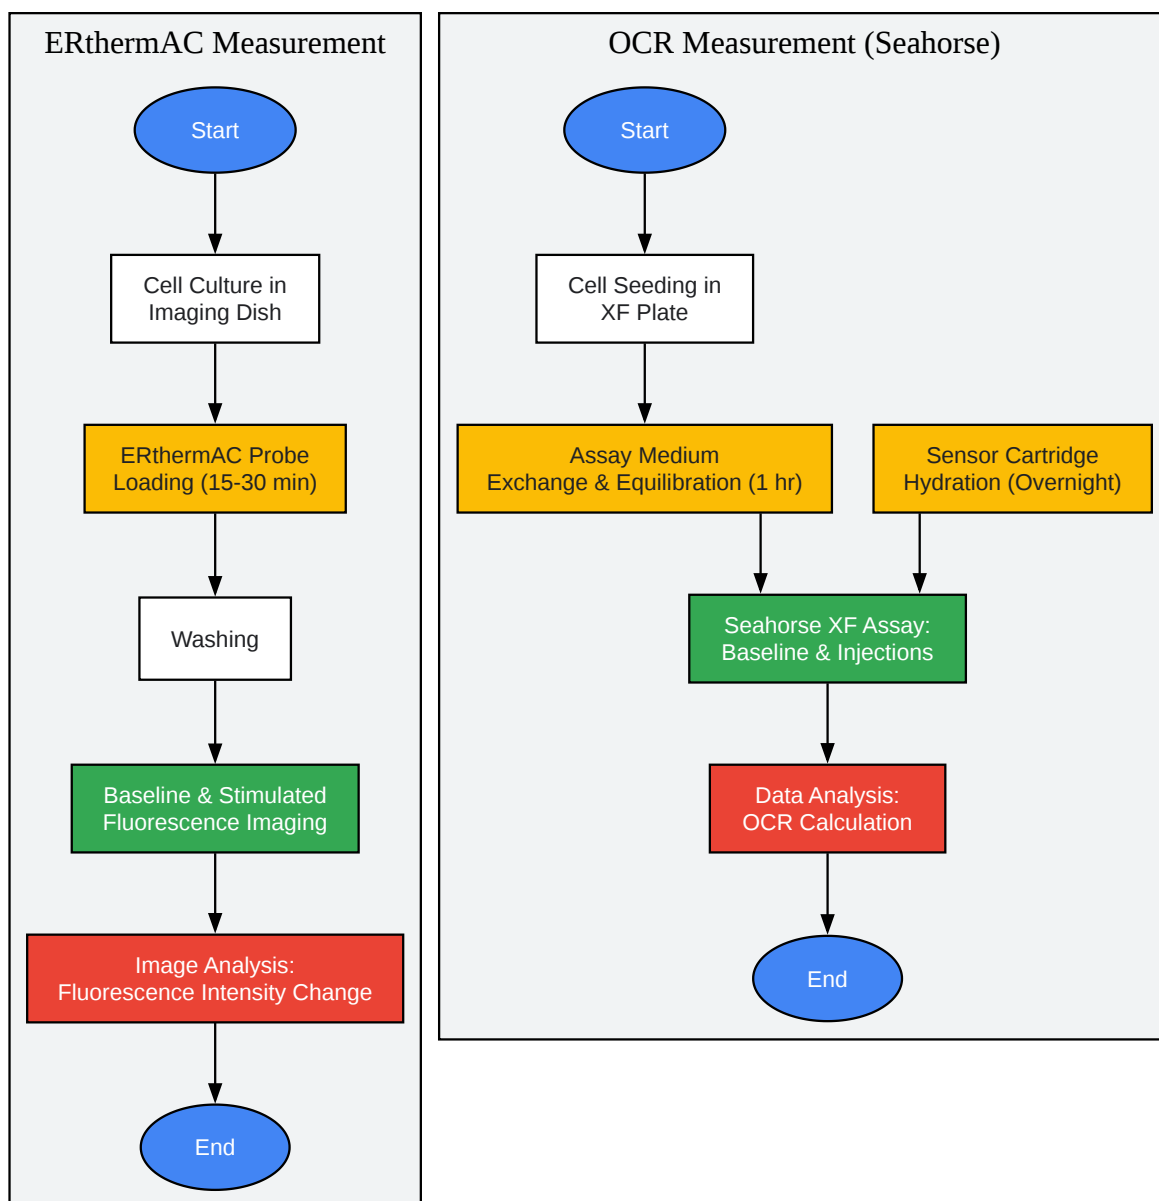 ERthermAC Measurement
Start
Cell Culture in
Imaging Dish
ERthermAC Probe
Loading (15-30 min)
Washing
Baseline & Stimulated
Fluorescence Imaging
Image Analysis:
Fluorescence Intensity Change
End
OCR Measurement (Seahorse)
Start
Cell Seeding in
XF Plate
Assay Medium
Exchange & Equilibration (1 hr)
Sensor Cartridge
Hydration (Overnight)
Seahorse XF Assay:
Baseline & Injections
Data Analysis:
OCR Calculation
End